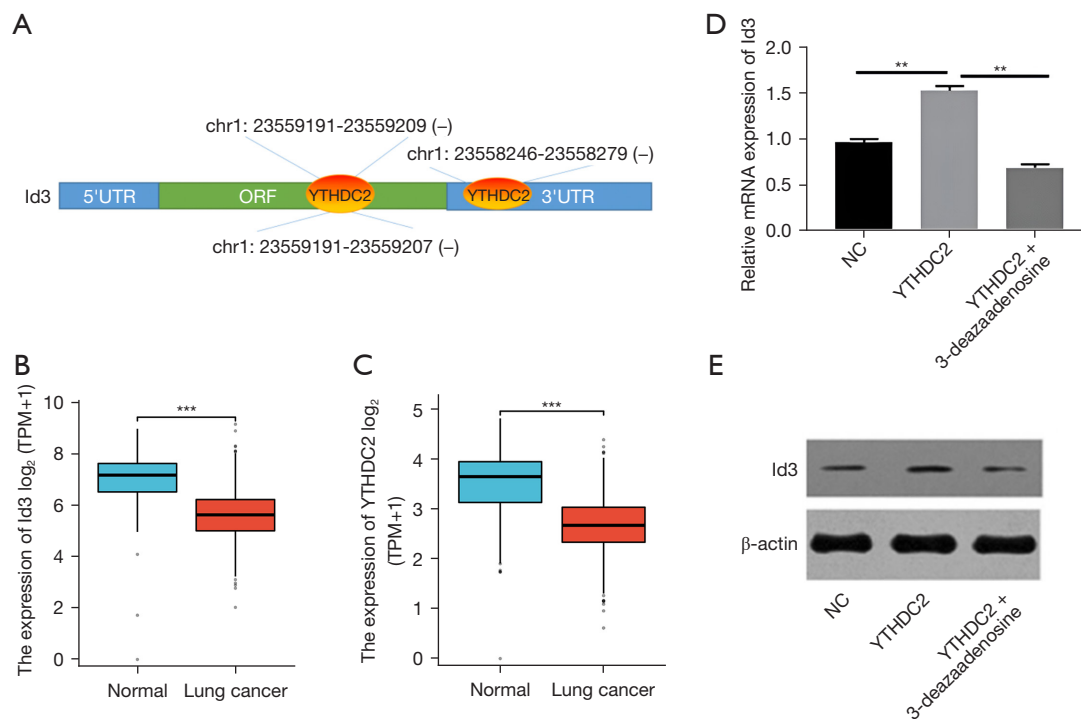 A
chr1: 23559191-23559209 (–)
chr1: 23558246-23558279 (–)
Id3
5'UTR
ORF
YTHDC2
YTHDC2
3'UTR
chr1: 23559191-23559207 (–)
B
The expression of Id3 log₂ (TPM+1)
10
8
6
4
2
0
***
Normal
Lung cancer
C
The expression of YTHDC2 log₂
(TPM+1)
5
4
3
2
1
0
***
Normal
Lung cancer
D
Relative mRNA expression of Id3
2.0
1.5
1.0
0.5
0.0
**
**
NC
YTHDC2
YTHDC2 +
3-deazaadenosine
E
Id3
β-actin
NC
YTHDC2
YTHDC2 +
3-deazaadenosine